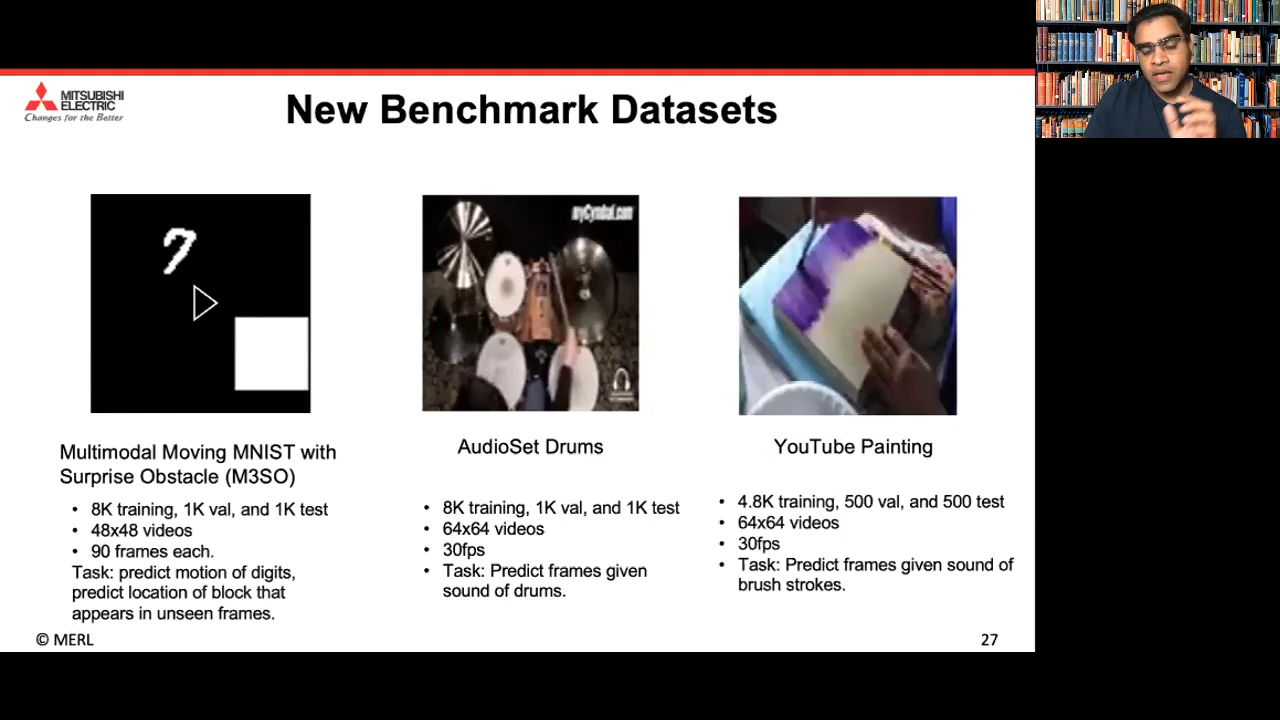 MITSUBISHI
ELECTRIC
Changes for the Better
New Benchmark Datasets
7
myCymbal.com
Multimodal Moving MNIST with
Surprise Obstacle (M3SO)
• 8K training, 1K val, and 1K test
• 48x48 videos
• 90 frames each.
Task: predict motion of digits,
predict location of block that
appears in unseen frames.
AudioSet Drums
• 8K training, 1K val, and 1K test
• 64x64 videos
• 30fps
• Task: Predict frames given
sound of drums.
YouTube Painting
• 4.8K training, 500 val, and 500 test
• 64x64 videos
• 30fps
• Task: Predict frames given sound of
brush strokes.
© MERL
27